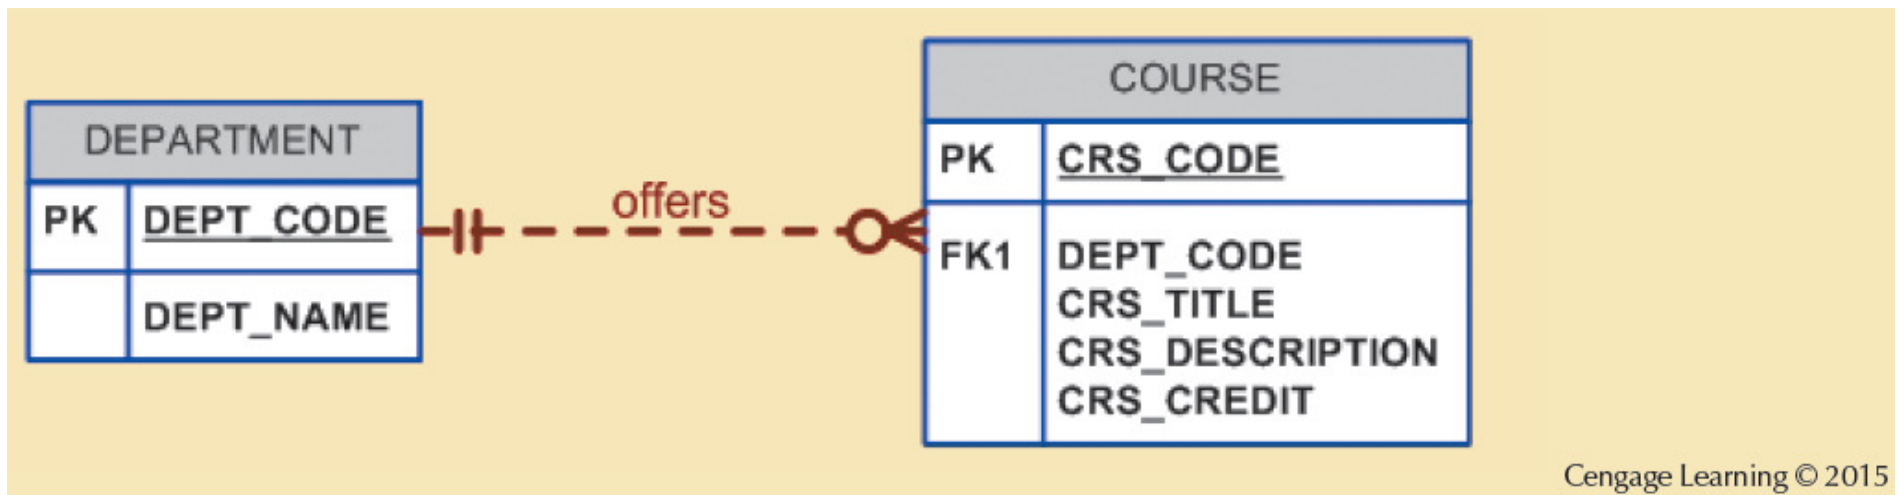 DEPARTMENT
PK DEPT_CODE
DEPT_NAME
offers
COURSE
PK CRS_CODE
FK1 DEPT_CODE
CRS_TITLE
CRS_DESCRIPTION
CRS_CREDIT
Cengage Learning © 2015